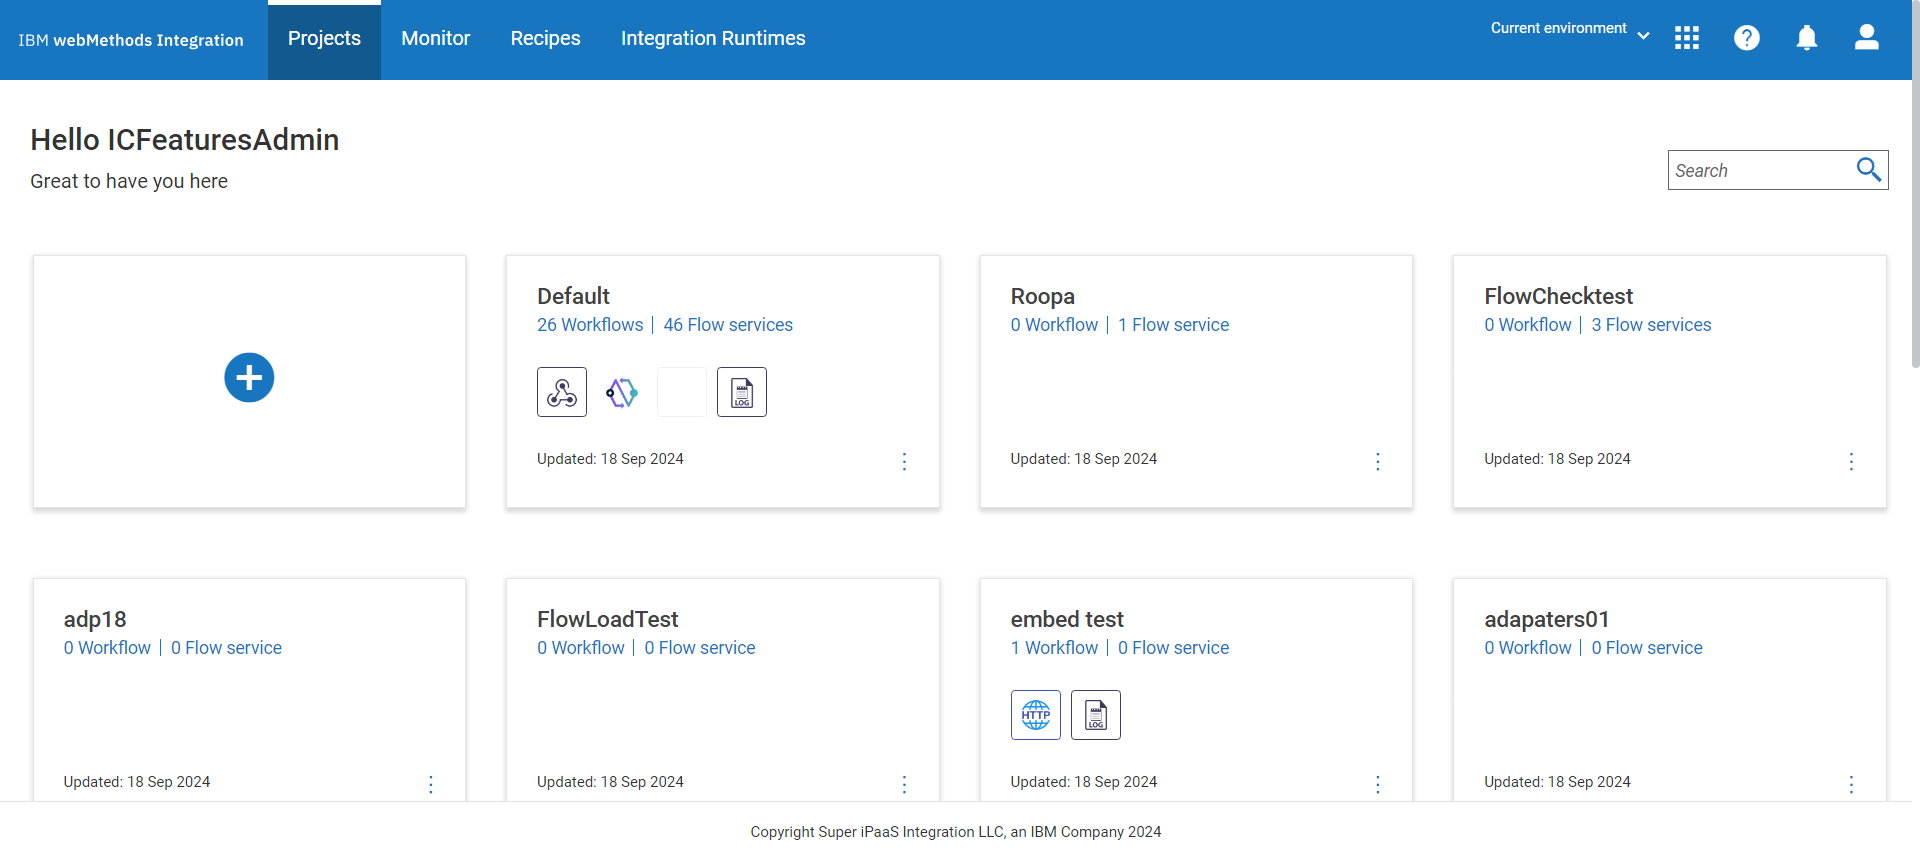 IBM webMethods Integration
Projects
Monitor
Recipes
Integration Runtimes
Current environment
?
Hello ICFeaturesAdmin
Great to have you here
Search
Default
26 Workflows | 46 Flow services
LOG
Updated: 18 Sep 2024
Roopa
0 Workflow | 1 Flow service
Updated: 18 Sep 2024
FlowChecktest
0 Workflow | 3 Flow services
Updated: 18 Sep 2024
adp18
0 Workflow | 0 Flow service
Updated: 18 Sep 2024
FlowLoadTest
0 Workflow | 0 Flow service
Updated: 18 Sep 2024
embed test
1 Workflow | 0 Flow service
HTTP
LOG
Updated: 18 Sep 2024
adapaters01
0 Workflow | 0 Flow service
Updated: 18 Sep 2024
Copyright Super iPaaS Integration LLC, an IBM Company 2024